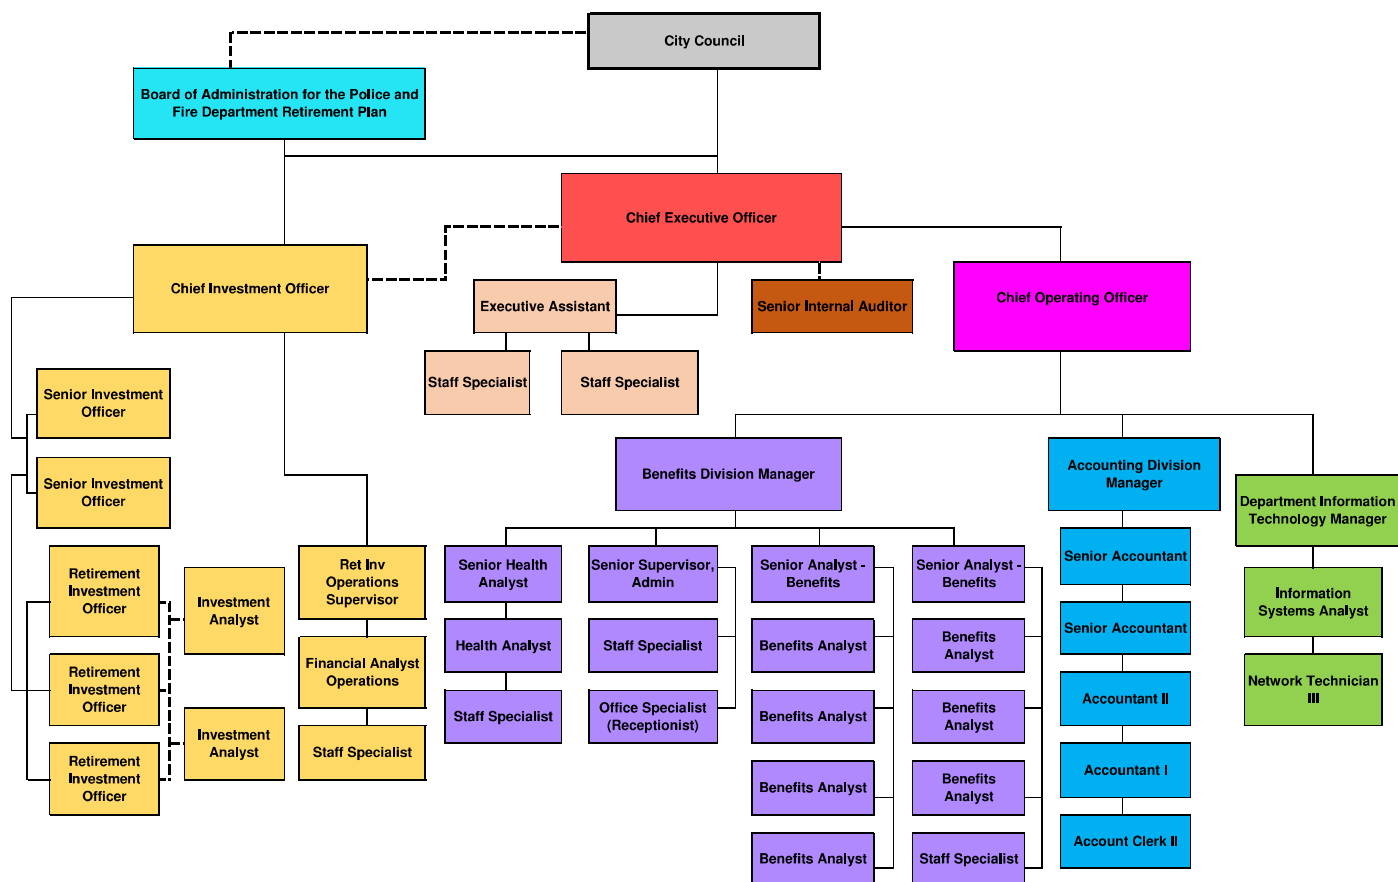 City Council
Board of Administration for the Police and
Fire Department Retirement Plan
Chief Executive Officer
Chief Investment Officer
Executive Assistant
Senior Internal Auditor
Chief Operating Officer
Staff Specialist
Staff Specialist
Senior Investment
Officer
Senior Investment
Officer
Benefits Division Manager
Accounting Division
Manager
Department Information
Technology Manager
Retirement
Investment
Officer
Retirement
Investment
Officer
Retirement
Investment
Officer
Investment
Analyst
Investment
Analyst
Ret Inv
Operations
Supervisor
Financial Analyst
Operations
Staff Specialist
Senior Health
Analyst
Health Analyst
Staff Specialist
Senior Supervisor,
Admin
Staff Specialist
Office Specialist
(Receptionist)
Senior Analyst -
Benefits
Benefits Analyst
Benefits Analyst
Benefits Analyst
Benefits Analyst
Senior Analyst -
Benefits
Benefits
Analyst
Benefits
Analyst
Benefits
Analyst
Staff Specialist
Senior Accountant
Senior Accountant
Accountant II
Accountant I
Account Clerk II
Information
Systems Analyst
Network Technician
III